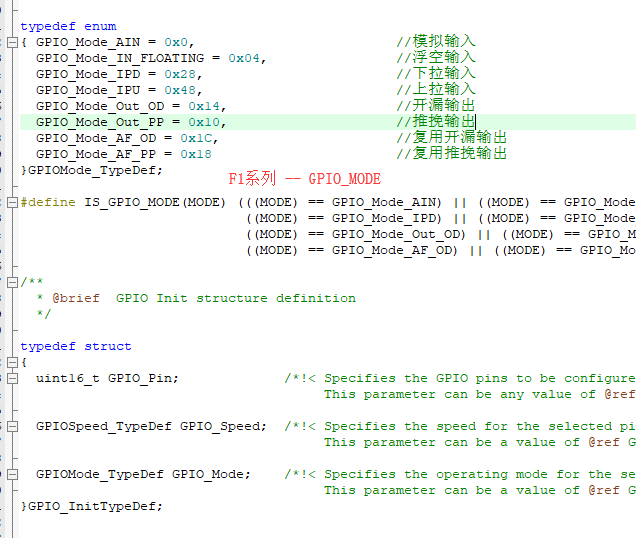 typedef enum
{ GPIO_Mode_AIN = 0x0, //模拟输入
GPIO_Mode_IN_FLOATING = 0x04, //浮空输入
GPIO_Mode_IPD = 0x28, //下拉输入
GPIO_Mode_IPU = 0x48, //上拉输入
GPIO_Mode_Out_OD = 0x14, //开漏输出
GPIO_Mode_Out_PP = 0x10, //推挽输出
GPIO_Mode_AF_OD = 0x1C, //复用开漏输出
GPIO_Mode_AF_PP = 0x18 //复用推挽输出
}GPIOMode_TypeDef;
F1系列 -- GPIO_MODE
#define IS_GPIO_MODE(MODE) (((MODE) == GPIO_Mode_AIN) || ((MODE) == GPIO_Mode
((MODE) == GPIO_Mode_IPD) || ((MODE) == GPIO_Mode
((MODE) == GPIO_Mode_Out_OD) || ((MODE) == GPIO_M
((MODE) == GPIO_Mode_AF_OD) || ((MODE) == GPIO_Mo
/**
* @brief GPIO Init structure definition
*/
typedef struct
{
uint16_t GPIO_Pin; /*!< Specifies the GPIO pins to be configure
This parameter can be any value of @ref
GPIOSpeed_TypeDef GPIO_Speed; /*!< Specifies the speed for the selected pi
This parameter can be a value of @ref G
GPIOMode_TypeDef GPIO_Mode; /*!< Specifies the operating mode for the se
This parameter can be a value of @ref G
}GPIO_InitTypeDef;